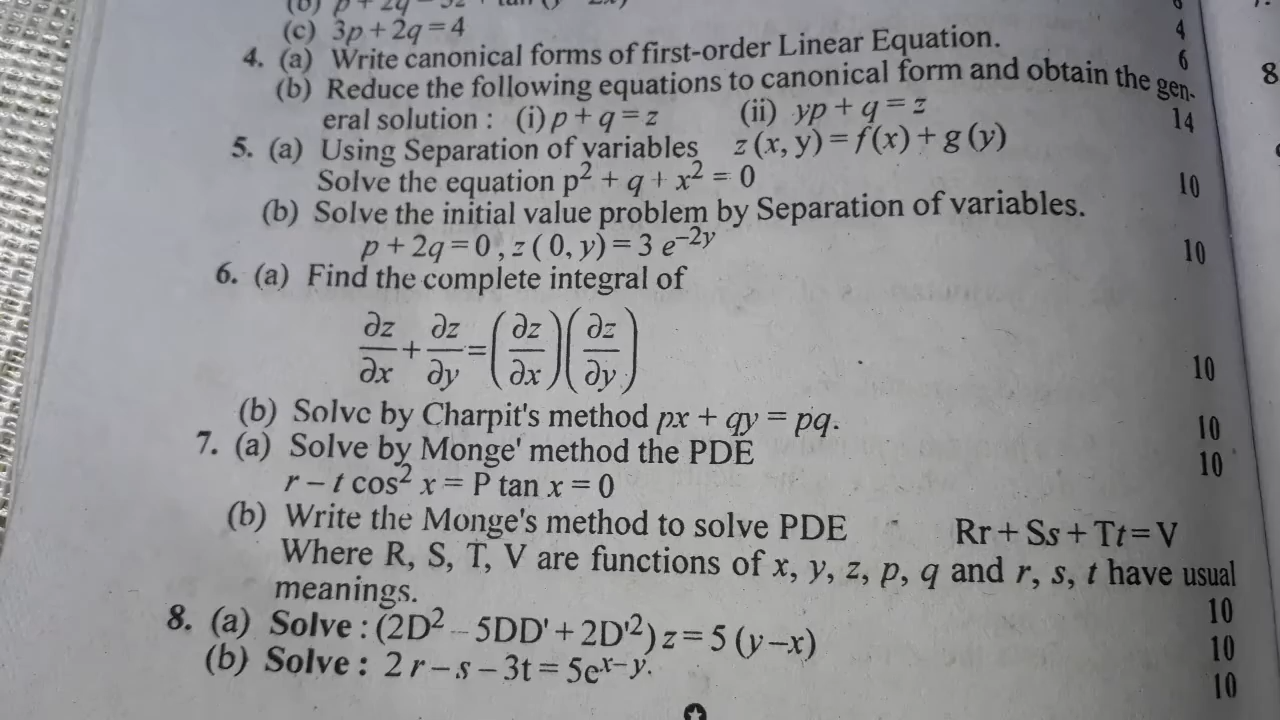 (c) 3p + 2q = 4 4
4. (a) Write canonical forms of first-order Linear Equation. 6
(b) Reduce the following equations to canonical form and obtain the gen- 8
eral solution : (i) p + q = z (ii) yp + q = z 14
5. (a) Using Separation of variables z (x, y) = f(x) + g (y)
Solve the equation p² + q + x² = 0 10
(b) Solve the initial value problem by Separation of variables.
p + 2q = 0 , z ( 0, y) = 3 e^{–2y} 10
6. (a) Find the complete integral of
∂z/∂x + ∂z/∂y = (∂z/∂x)(∂z/∂y) 10
(b) Solve by Charpit's method px + qy = pq. 10
7. (a) Solve by Monge' method the PDE 10
r – t cos² x = P tan x = 0
(b) Write the Monge's method to solve PDE Rr + Ss + Tt = V
Where R, S, T, V are functions of x, y, z, p, q and r, s, t have usual
meanings. 10
8. (a) Solve : (2D² – 5DD' + 2D'²) z = 5 (y–x) 10
(b) Solve : 2 r – s – 3t = 5e^{x–y}. 10